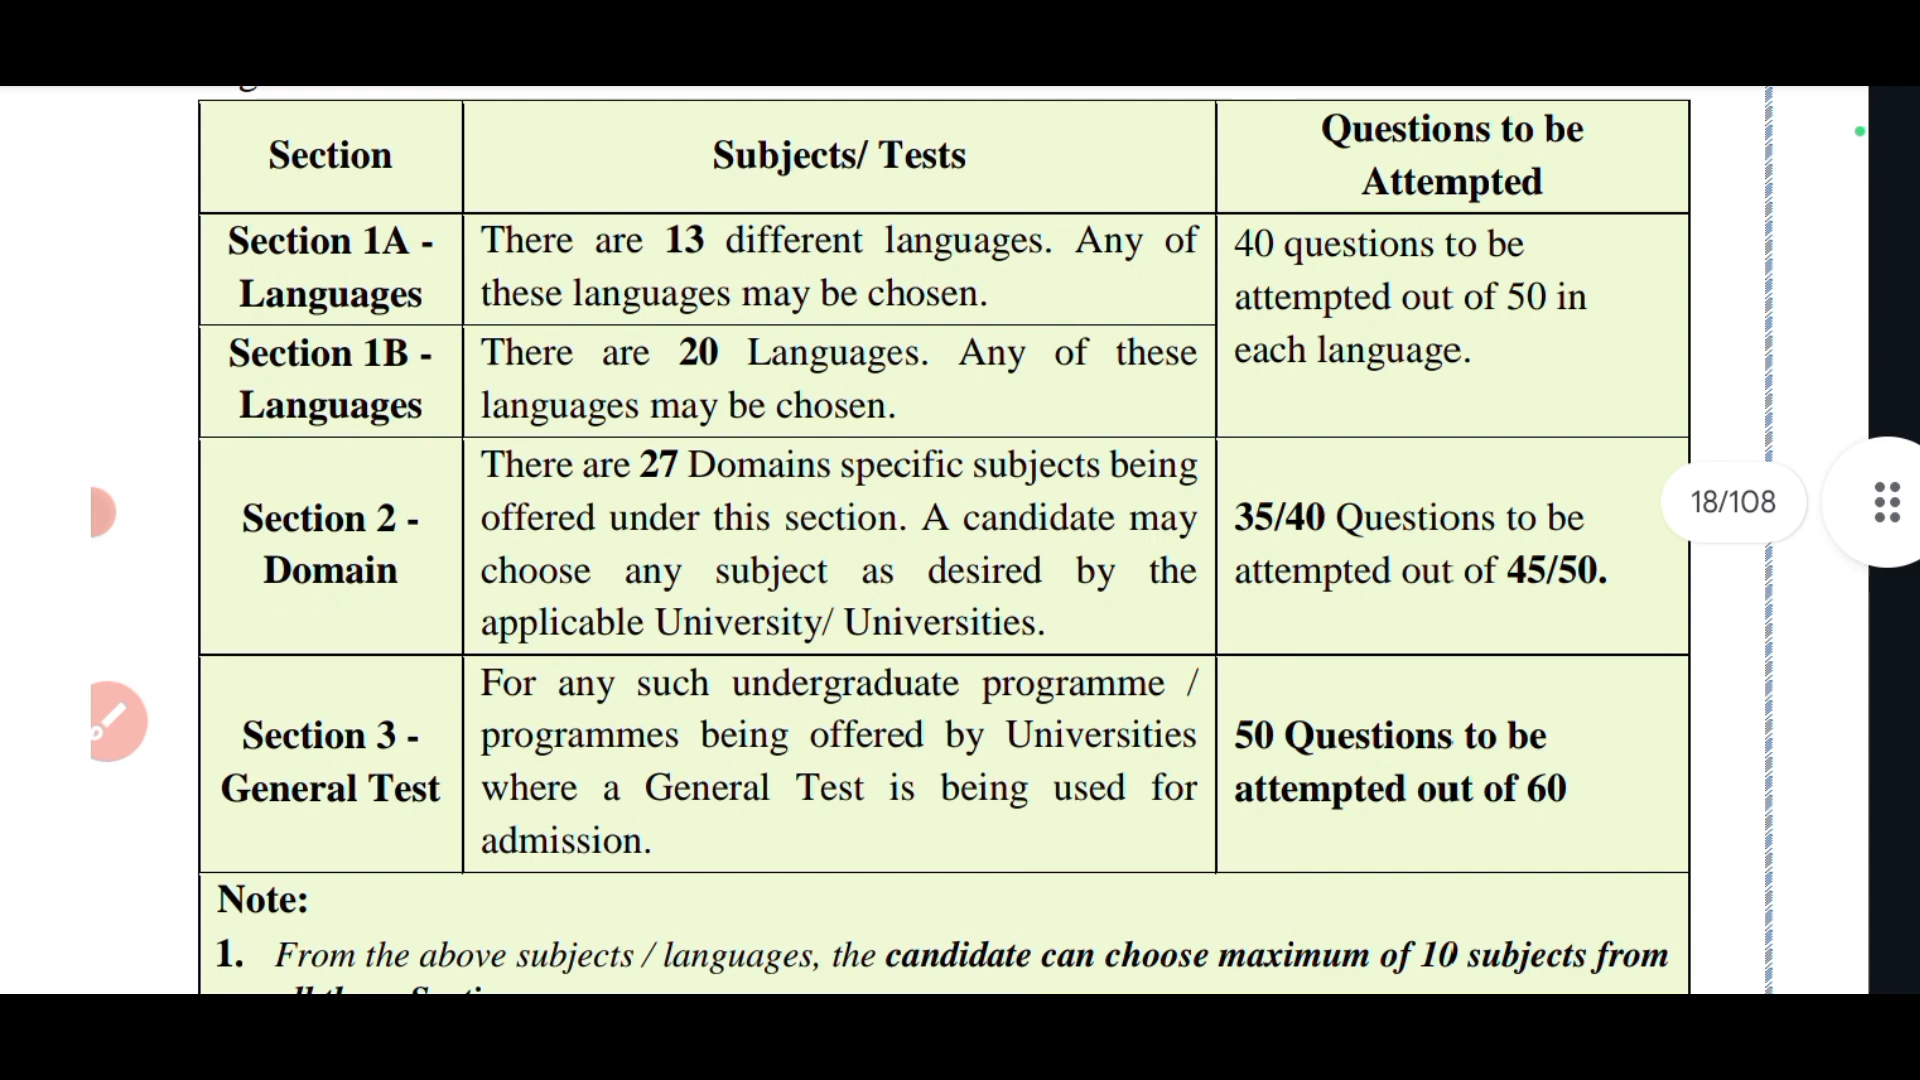 Section
Subjects/ Tests
Questions to be
Attempted
Section 1A -
Languages
There are 13 different languages. Any of
these languages may be chosen.
40 questions to be
attempted out of 50 in
each language.
Section 1B -
Languages
There are 20 Languages. Any of these
languages may be chosen.
Section 2 -
Domain
There are 27 Domains specific subjects being
offered under this section. A candidate may
choose any subject as desired by the
applicable University/ Universities.
35/40 Questions to be
attempted out of 45/50.
18/108
Section 3 -
General Test
For any such undergraduate programme /
programmes being offered by Universities
where a General Test is being used for
admission.
50 Questions to be
attempted out of 60
Note:
1. From the above subjects / languages, the candidate can choose maximum of 10 subjects from